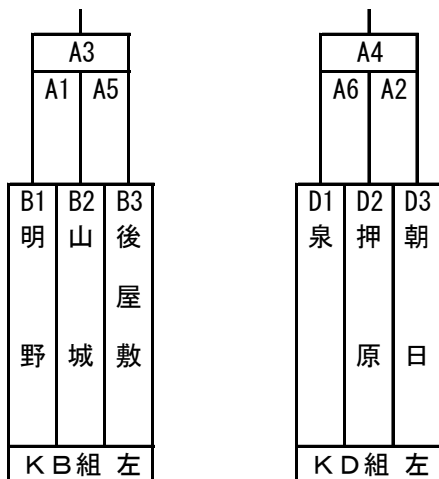 A3
A1 A5
B1 B2 B3
明野 山城 後屋敷
KB組 左
A4
A6 A2
D1 D2 D3
泉 押原 朝日
KD組 左